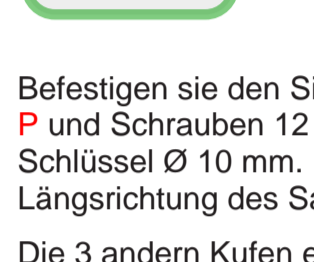 Befestigen sie den
P und Schrauben 12
Schlüssel Ø 10 mm.
Längsrichtung des
Die 3 andern Kufen